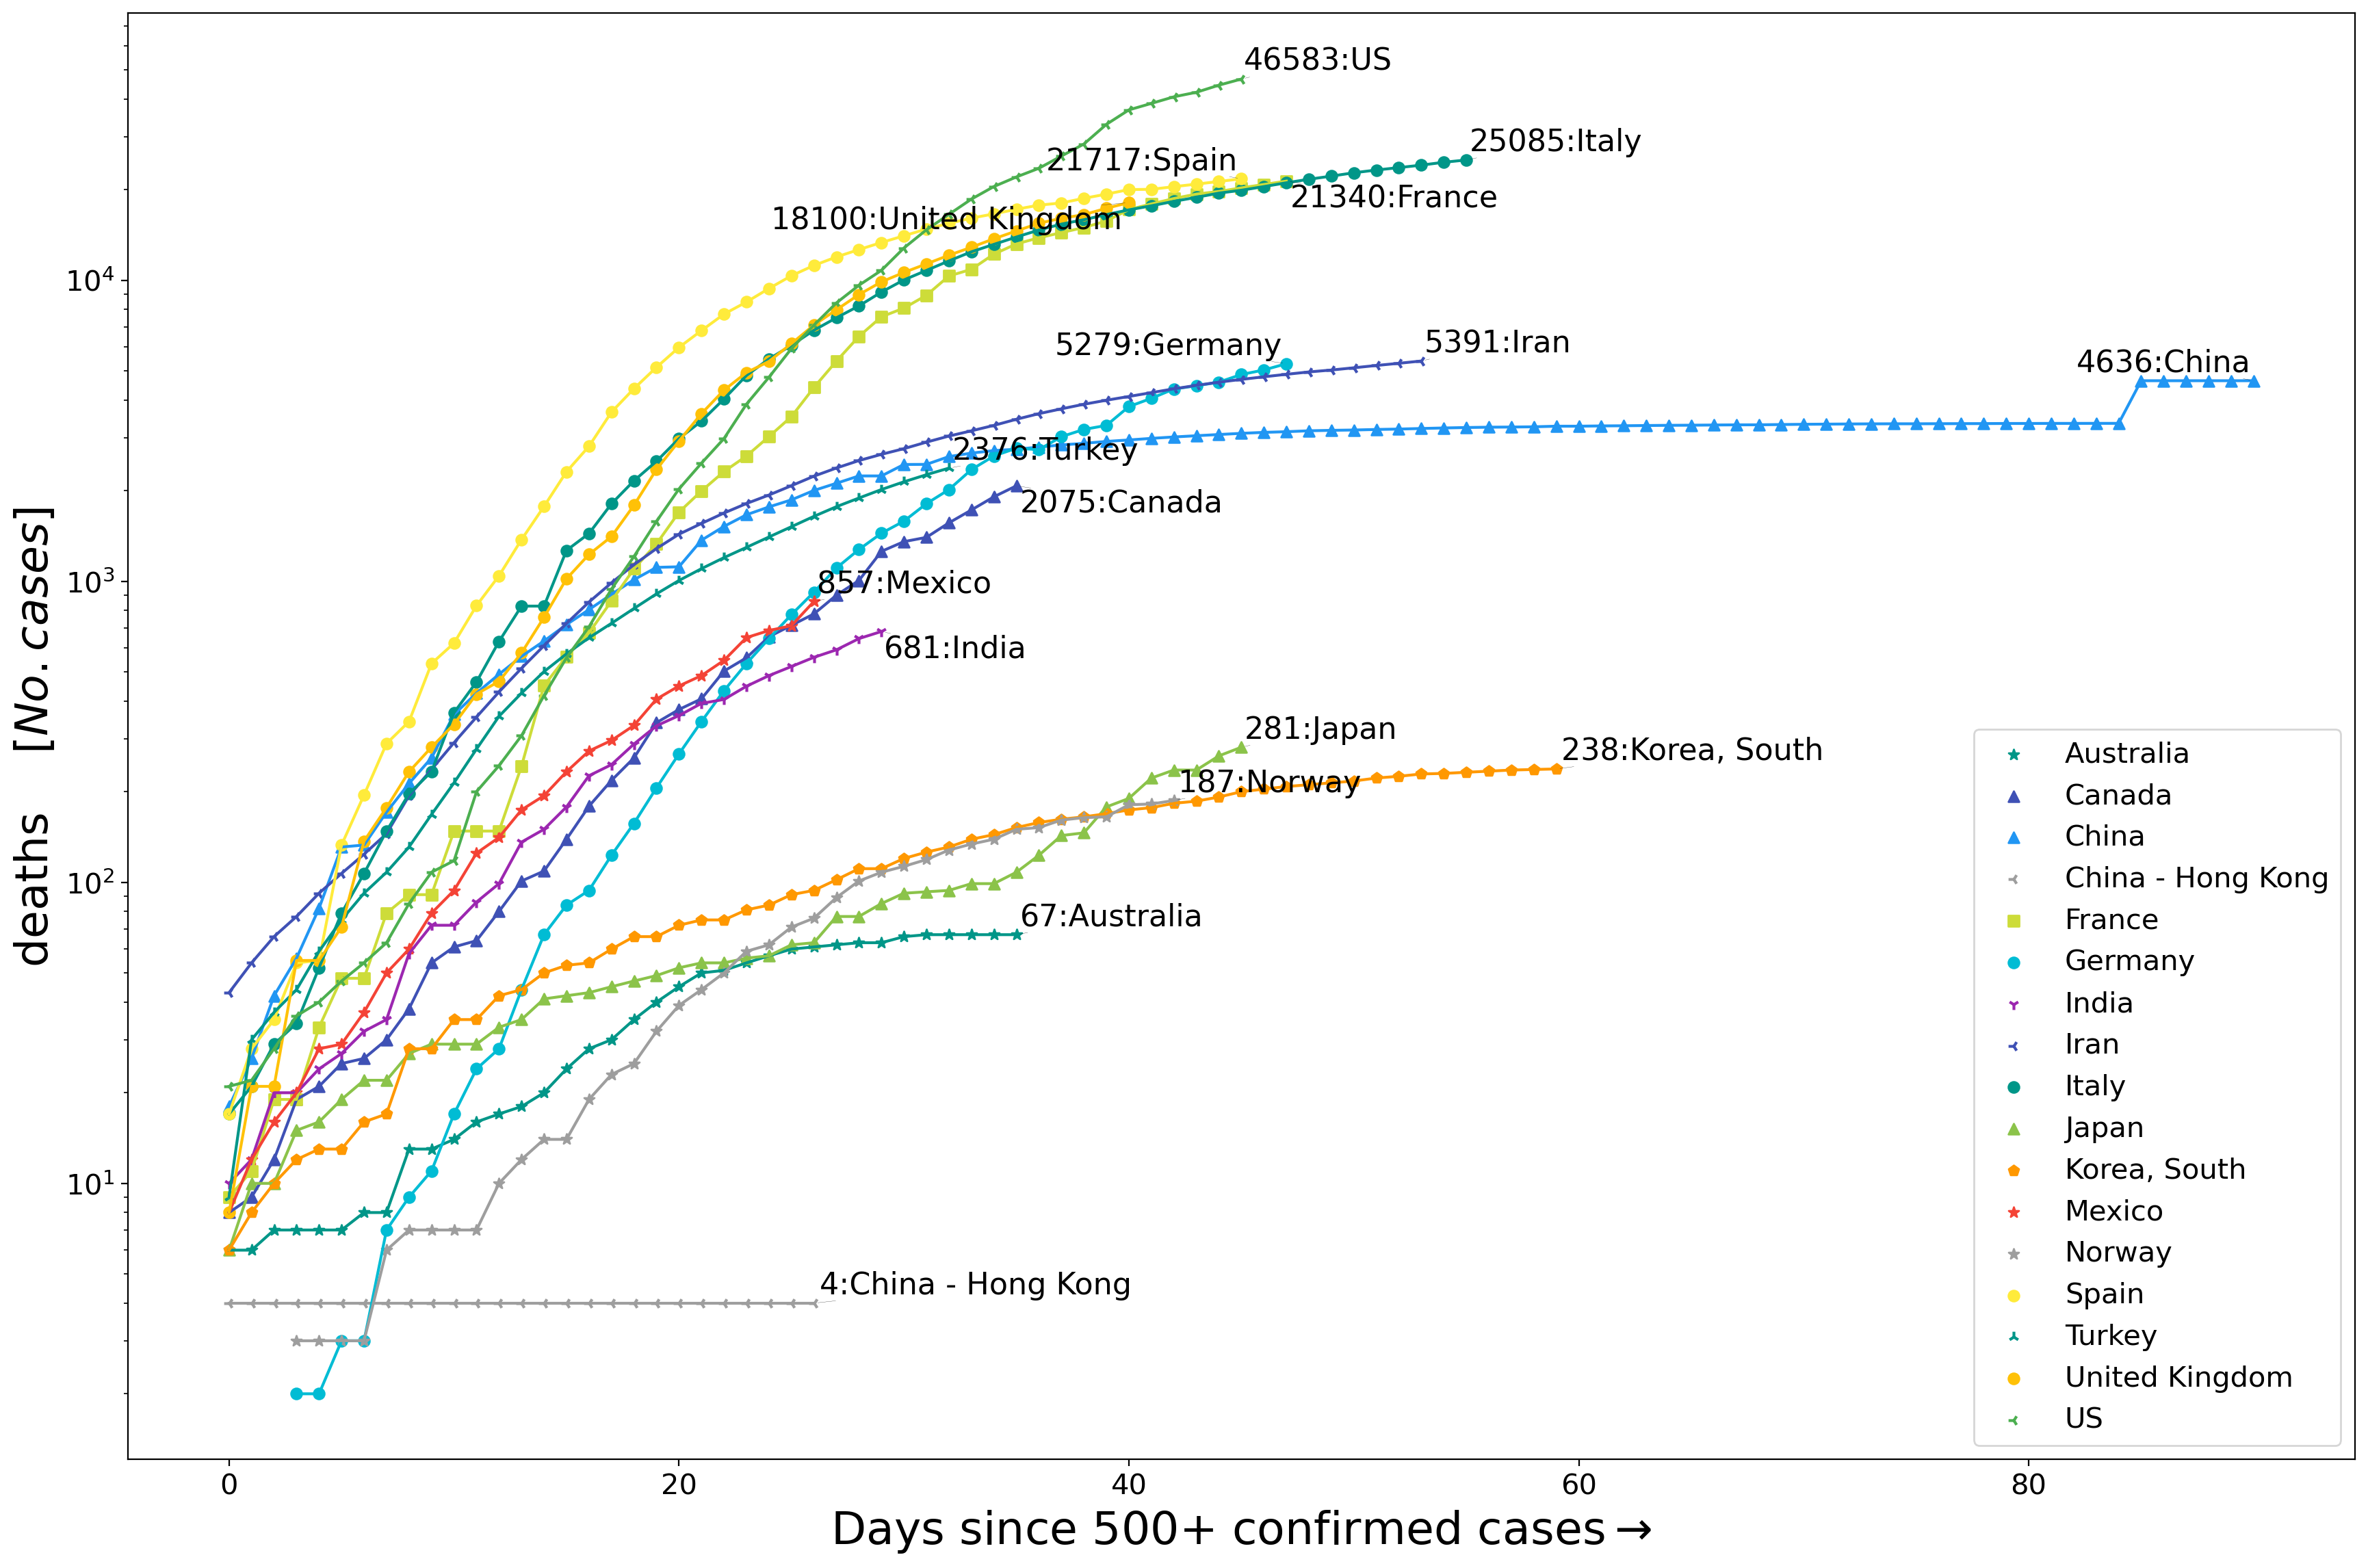 46583:US
21717:Spain
25085:Italy
18100:United Kingdom
21340:France
5279:Germany
5391:Iran
4636:China
2376:Turkey
2075:Canada
857:Mexico
681:India
281:Japan
238:Korea, South
187:Norway
67:Australia
4:China - Hong Kong
deaths [No. cases]
10⁴
10³
10²
10¹
0
20
40
60
80
Days since 500+ confirmed cases→
Australia
Canada
China
China - Hong Kong
France
Germany
India
Iran
Italy
Japan
Korea, South
Mexico
Norway
Spain
Turkey
United Kingdom
US